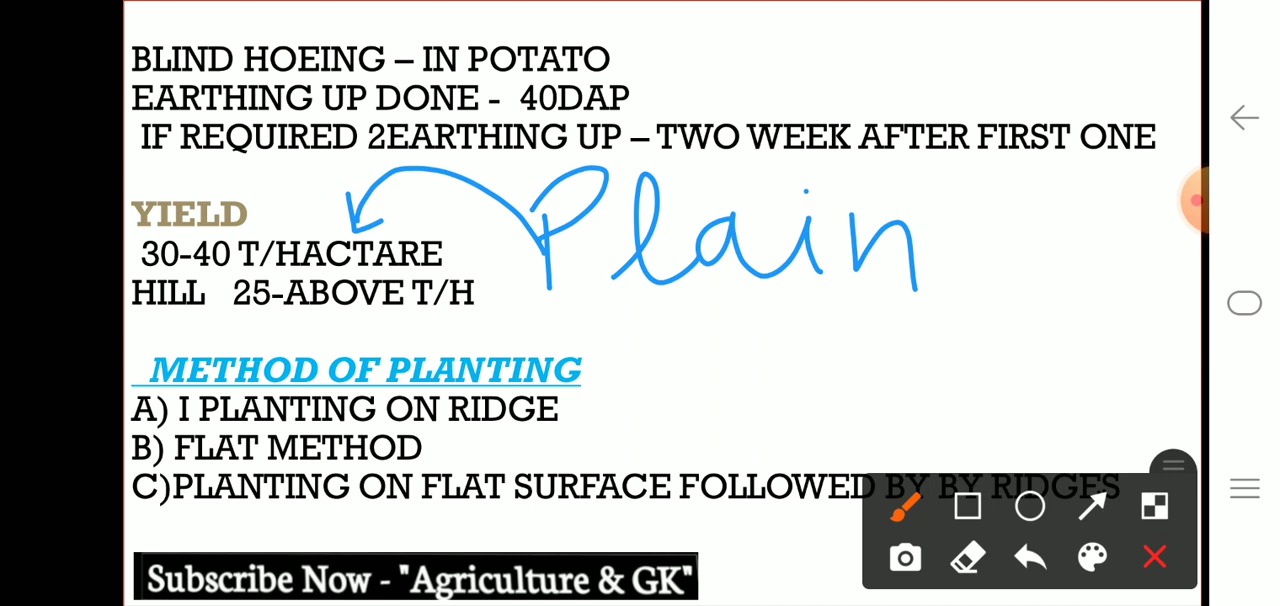 BLIND HOEING – IN POTATO
EARTHING UP DONE - 40DAP
IF REQUIRED 2EARTHING UP – TWO WEEK AFTER FIRST ONE
YIELD
30-40 T/HACTARE
Plain
HILL 25-ABOVE T/H
METHOD OF PLANTING
A) I PLANTING ON RIDGE
B) FLAT METHOD
C)PLANTING ON FLAT SURFACE FOLLOWED BY BY RIDGES
Subscribe Now - "Agriculture & GK"